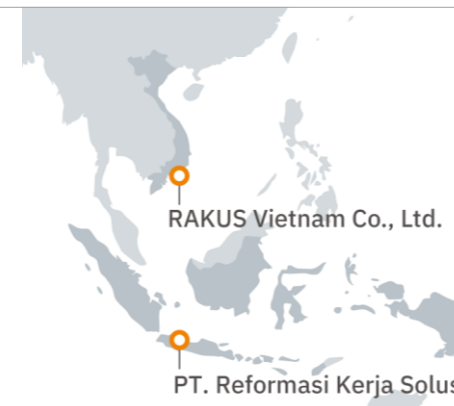 RAKUS Vietnam Co., Ltd.
PT. Reformasi Kerja Solus